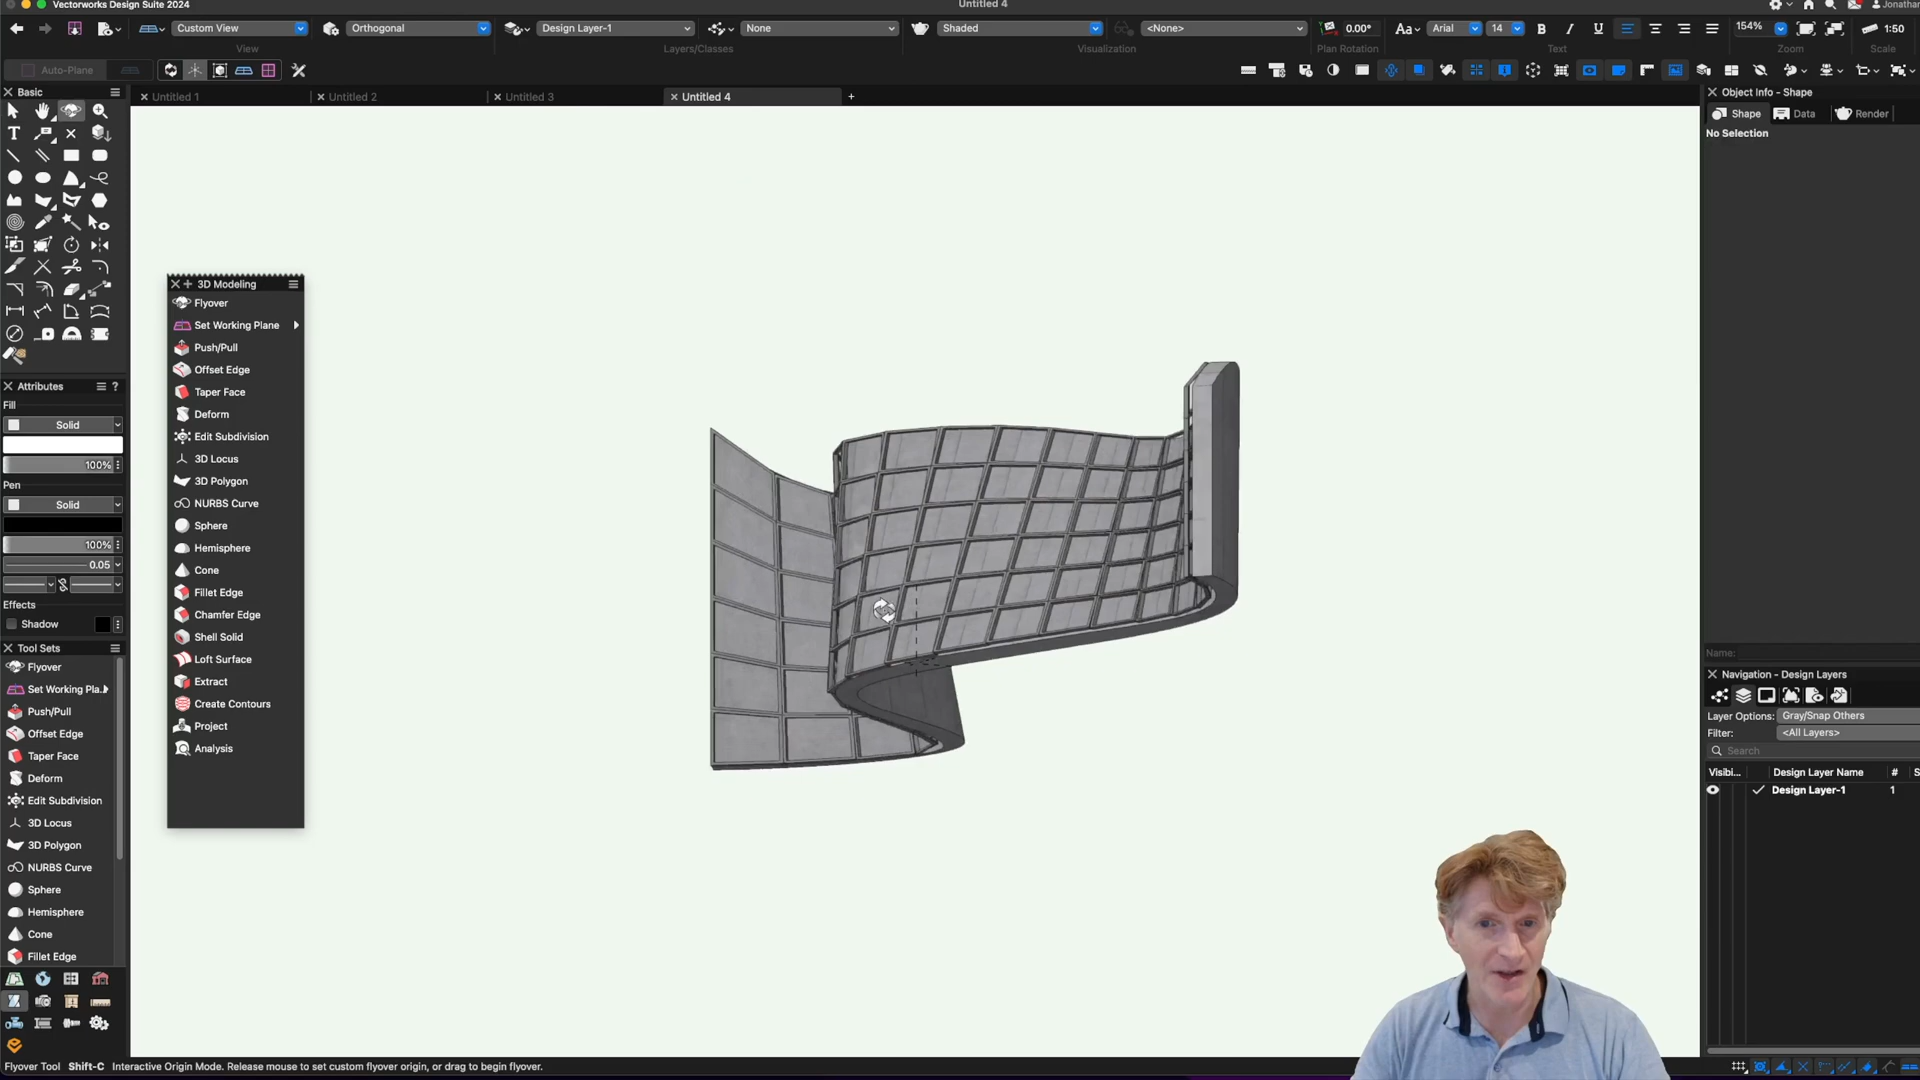 Vectorworks Design Suite 2024
Untitled 4
Custom View
Orthogonal
Design Layer-1
None
Shaded
<None>
0.00°
Aa
Arial
14
B
I
U
154%
1:50
View
Layers/Classes
Visualization
Plan Rotation
Text
Zoom
Scale
Auto-Plane
Untitled 1
Untitled 2
Untitled 3
Untitled 4
Basic
T
Attributes
?
Fill
Solid
100%
Pen
Solid
100%
0.05
Effects
Shadow
Tool Sets
Flyover
Set Working Pla.
Push/Pull
Offset Edge
Taper Face
Deform
Edit Subdivision
3D Locus
3D Polygon
NURBS Curve
Sphere
Hemisphere
Cone
Fillet Edge
3D Modeling
Flyover
Set Working Plane
Push/Pull
Offset Edge
Taper Face
Deform
Edit Subdivision
3D Locus
3D Polygon
NURBS Curve
Sphere
Hemisphere
Cone
Fillet Edge
Chamfer Edge
Shell Solid
Loft Surface
Extract
Create Contours
Project
Analysis
Object Info - Shape
Shape
Data
Render
No Selection
Name:
Navigation - Design Layers
Layer Options: Gray/Snap Others
Filter: <All Layers>
Search
Visibi...
Design Layer Name
#
S
Design Layer-1
1
Flyover Tool Shift-C Interactive Origin Mode. Release mouse to set custom flyover origin, or drag to begin flyover.